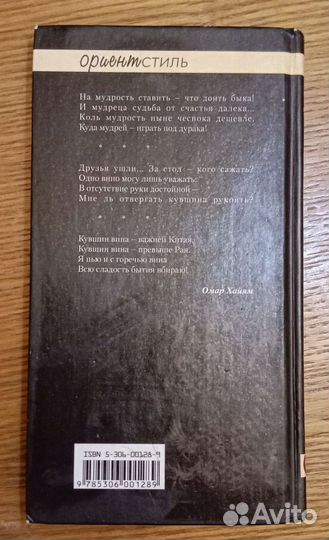 ориентСТИЛЬ
На мудрость ставить – что доить быка!
И мудреца судьба от счастья далека...
Коль мудрость ныне чеснока дешевле,
Куда мудрей – играть под дурака!
* * *
Друзья ушли... За стол – кого сажать?
Одно вино могу лишь уважать:
В отсутствие руки достойной –
Мне ль отвергать кувшина рукоять?
* * *
Кувшин вина – важней Китая,
Кувшин вина – превыше Рая.
Я пью и с горечью вина
Всю сладость бытия вбираю!
Омар Хайям
ISBN 5-306-00128-9
9 785306 001289
Avito